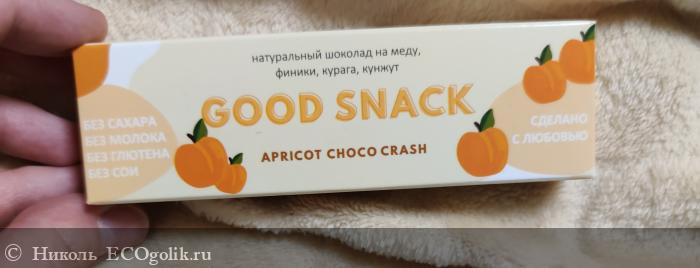 натуральный шоколад на меду,
финики, курага, кунжут
GOOD SNACK
APRICOT CHOCO CRASH
БЕЗ САХАРА
БЕЗ МОЛОКА
БЕЗ ГЛЮТЕНА
БЕЗ СОИ
СДЕЛАНО
С ЛЮБОВЬЮ
© Николь ECOgolik.ru